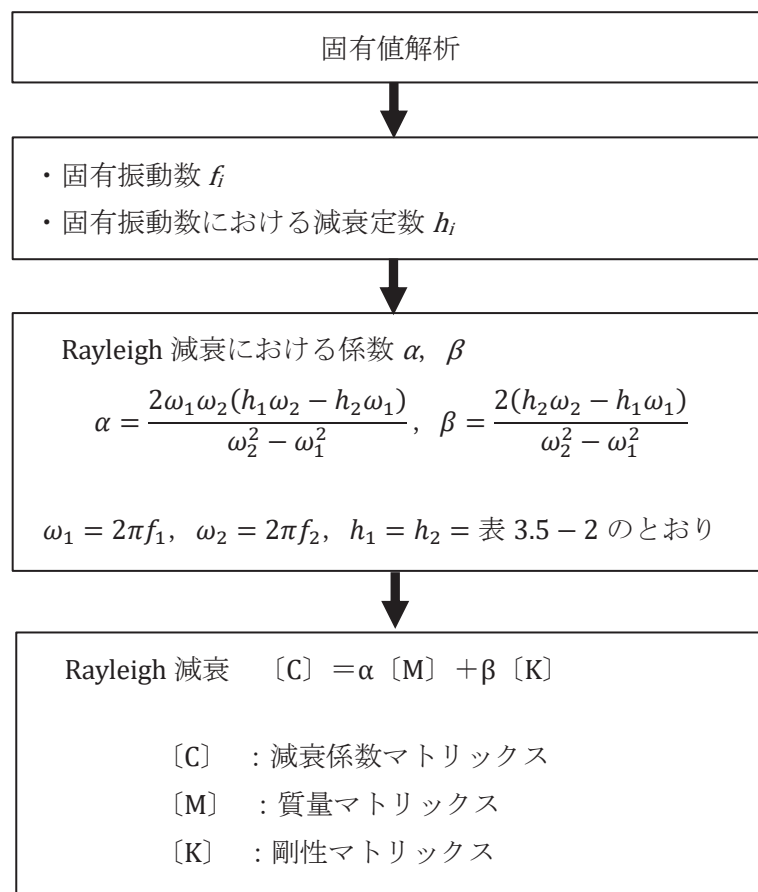 固有値解析
・固有振動数 fᵢ
・固有振動数における減衰定数 hᵢ
Rayleigh 減衰における係数 α, β
α = 2ω₁ω₂(h₁ω₂ − h₂ω₁) / (ω₂² − ω₁²), β = 2(h₂ω₂ − h₁ω₁) / (ω₂² − ω₁²)
ω₁ = 2πf₁, ω₂ = 2πf₂, h₁ = h₂ = 表 3.5 − 2 のとおり
Rayleigh 減衰 〔C〕＝α〔M〕＋β〔K〕
〔C〕 ：減衰係数マトリックス
〔M〕 ：質量マトリックス
〔K〕 ：剛性マトリックス